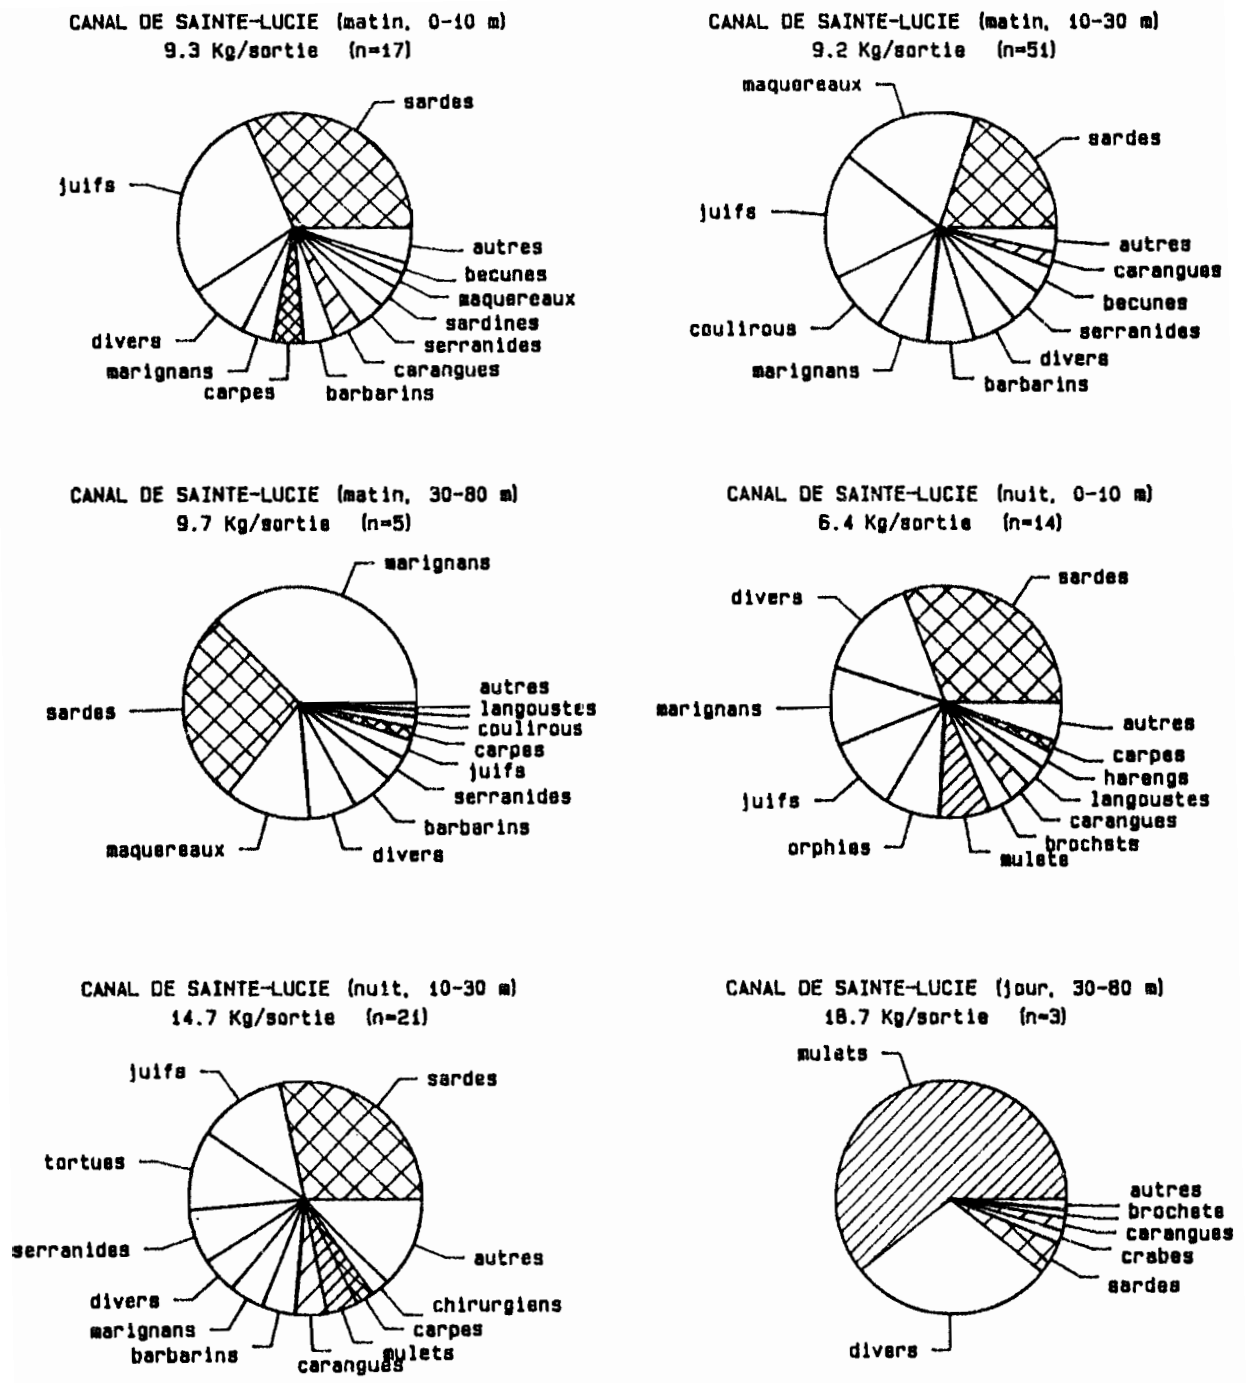 CANAL DE SAINTE-LUCIE (matin, 0-10 m)
9.3 Kg/sortie (n=17)
sardes
juifs
autres
becunes
maquereaux
sardines
serranides
carangues
barbarins
carpes
marignans
divers
CANAL DE SAINTE-LUCIE (matin, 10-30 m)
9.2 Kg/sortie (n=51)
maquereaux
sardes
juifs
autres
carangues
becunes
serranides
divers
barbarins
marignans
coulirous
CANAL DE SAINTE-LUCIE (matin, 30-80 m)
9.7 Kg/sortie (n=5)
marignans
sardes
autres
langoustes
coulirous
carpes
juifs
serranides
barbarins
divers
maquereaux
CANAL DE SAINTE-LUCIE (nuit, 0-10 m)
6.4 Kg/sortie (n=14)
sardes
divers
marignans
autres
carpes
harengs
langoustes
carangues
brochets
mulets
orphies
juifs
CANAL DE SAINTE-LUCIE (nuit, 10-30 m)
14.7 Kg/sortie (n=21)
juifs
sardes
tortues
serranides
autres
chirurgiens
carpes
mulets
carangues
barbarins
marignans
divers
CANAL DE SAINTE-LUCIE (jour, 30-80 m)
18.7 Kg/sortie (n=3)
mulets
autres
brochets
carangues
crabes
sardes
divers